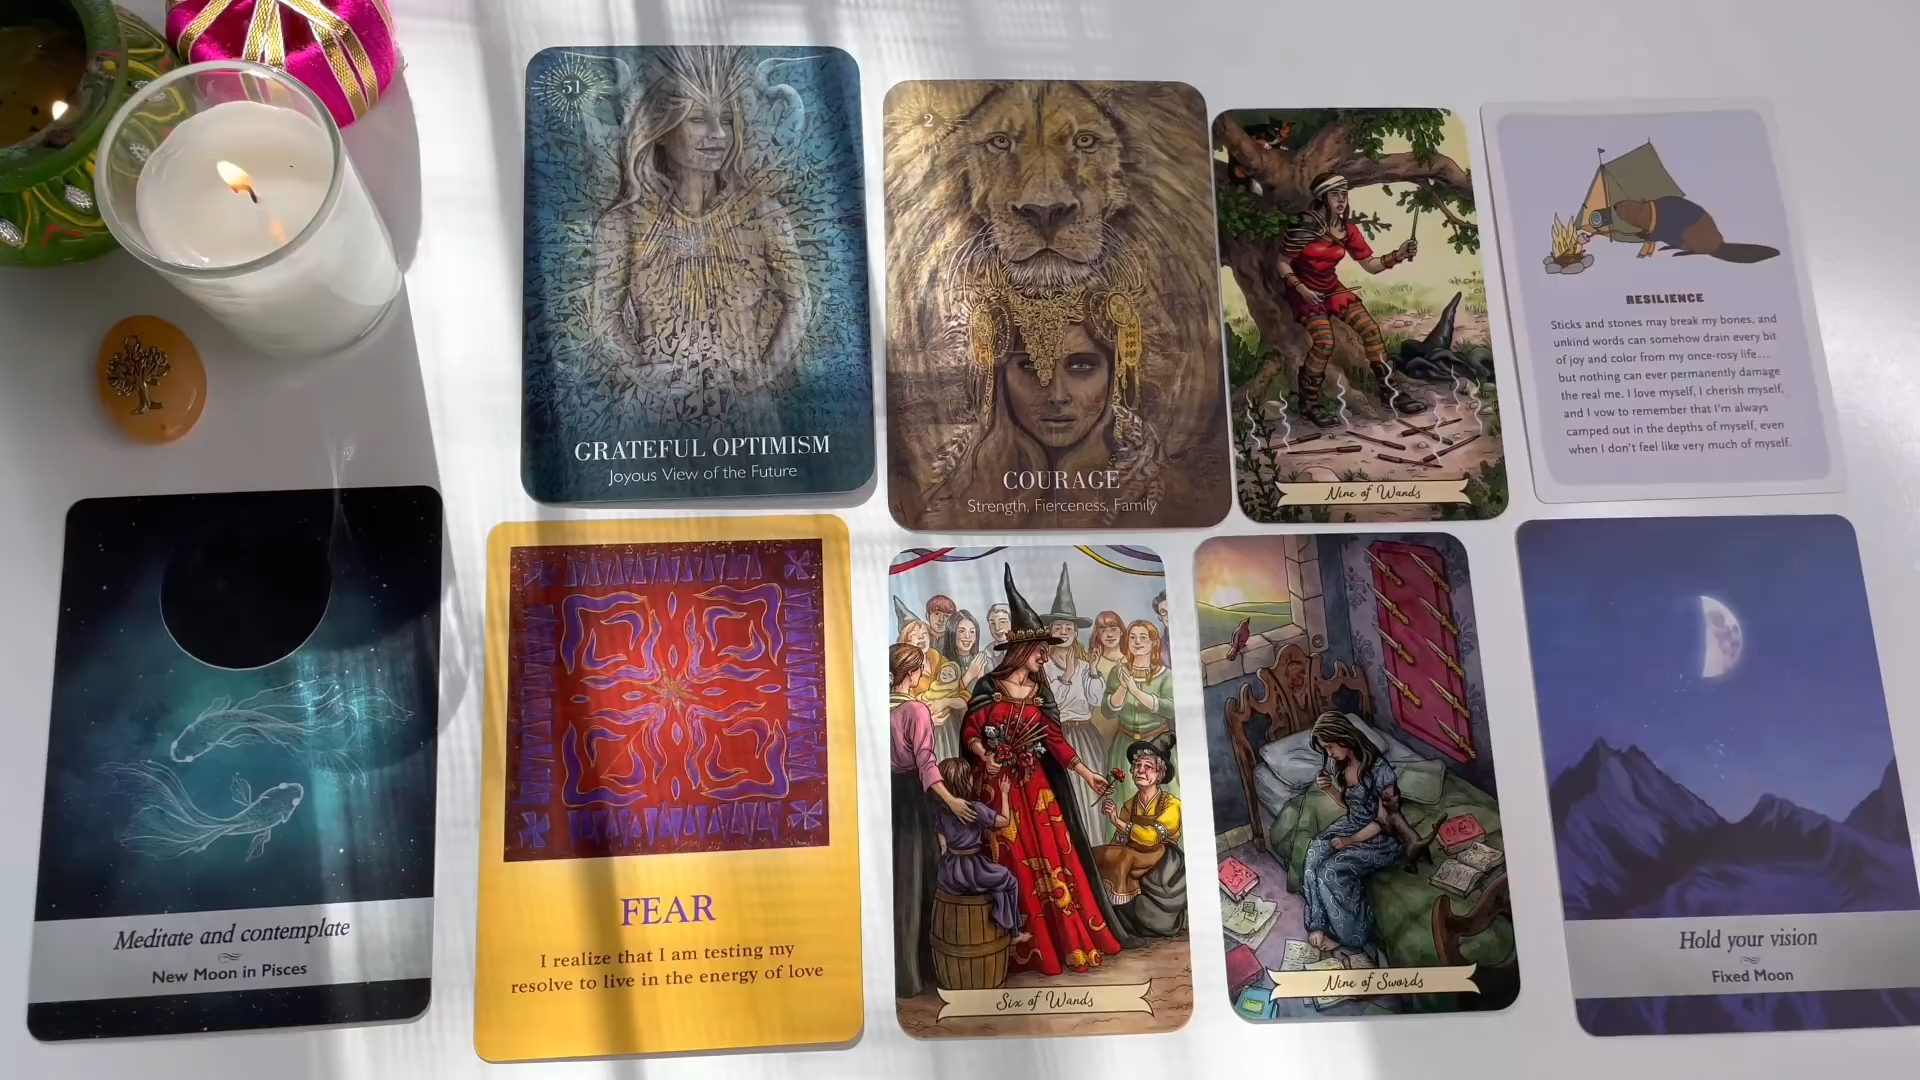 51
GRATEFUL OPTIMISM
Joyous View of the Future
2
COURAGE
Strength, Fierceness, Family
Nine of Wands
RESILIENCE
Sticks and stones may break my bones, and
unkind words can somehow drain every bit
of joy and color from my once-rosy life...
but nothing can ever permanently damage
the real me. I love myself, I cherish myself,
and I vow to remember that I'm always
camped out in the depths of myself, even
when I don't feel like very much of myself.
Meditate and contemplate
New Moon in Pisces
FEAR
I realize that I am testing my
resolve to live in the energy of love
Six of Wands
Nine of Swords
Hold your vision
Fixed Moon